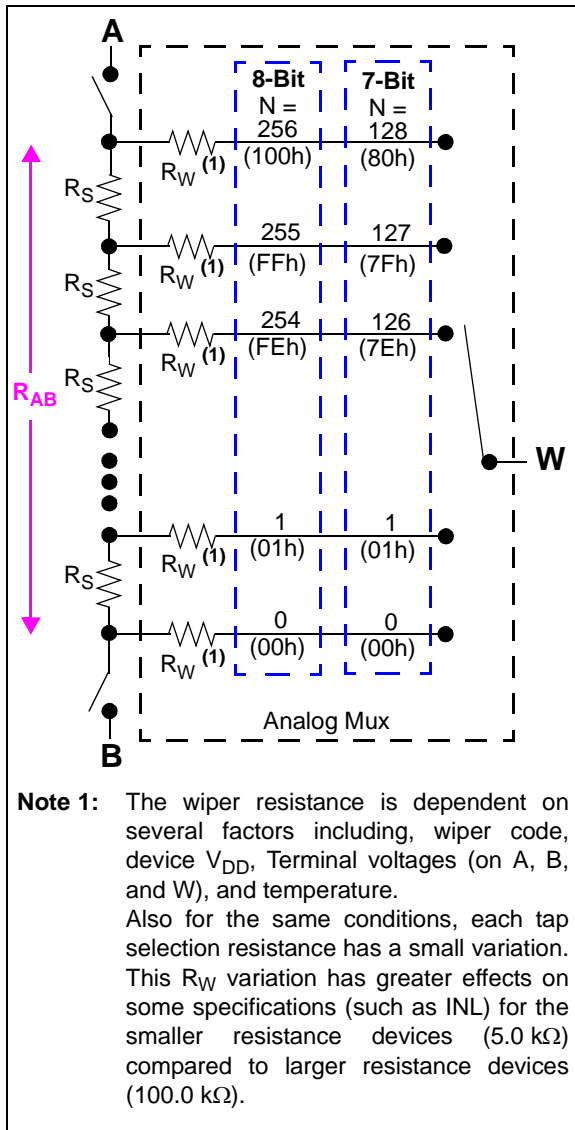 A
8-Bit
N =
7-Bit
N =
256
(100h)
128
(80h)
RW (1)
RS
255
(FFh)
127
(7Fh)
RW (1)
RS
254
(FEh)
126
(7Eh)
RW (1)
RS
RAB
W
1
(01h)
1
(01h)
RW (1)
RS
0
(00h)
0
(00h)
RW (1)
Analog Mux
B
Note 1: The wiper resistance is dependent on
several factors including, wiper code,
device VDD, Terminal voltages (on A, B,
and W), and temperature.
Also for the same conditions, each tap
selection resistance has a small variation.
This RW variation has greater effects on
some specifications (such as INL) for the
smaller resistance devices (5.0 kΩ)
compared to larger resistance devices
(100.0 kΩ).